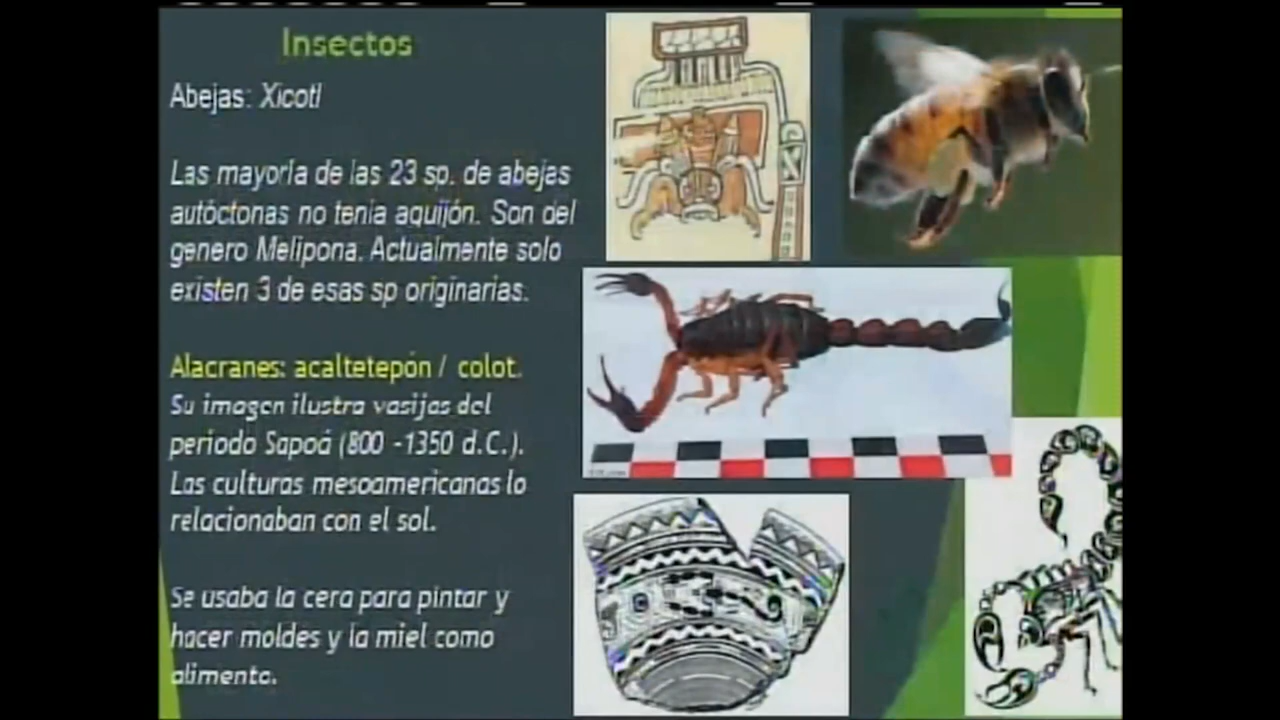 Insectos
Abejas: Xicotl
Las mayoría de las 23 sp. de abejas
autóctonas no tenia aguijón. Son del
genero Melipona. Actualmente solo
existen 3 de esas sp originarias.
Alacranes: acaltetepón / colot.
Su imagen ilustra vasijas del
periodo Sapoá (800 -1350 d.C.).
Las culturas mesoamericanas lo
relacionaban con el sol.
Se usaba la cera para pintar y
hacer moldes y la miel como
alimento.